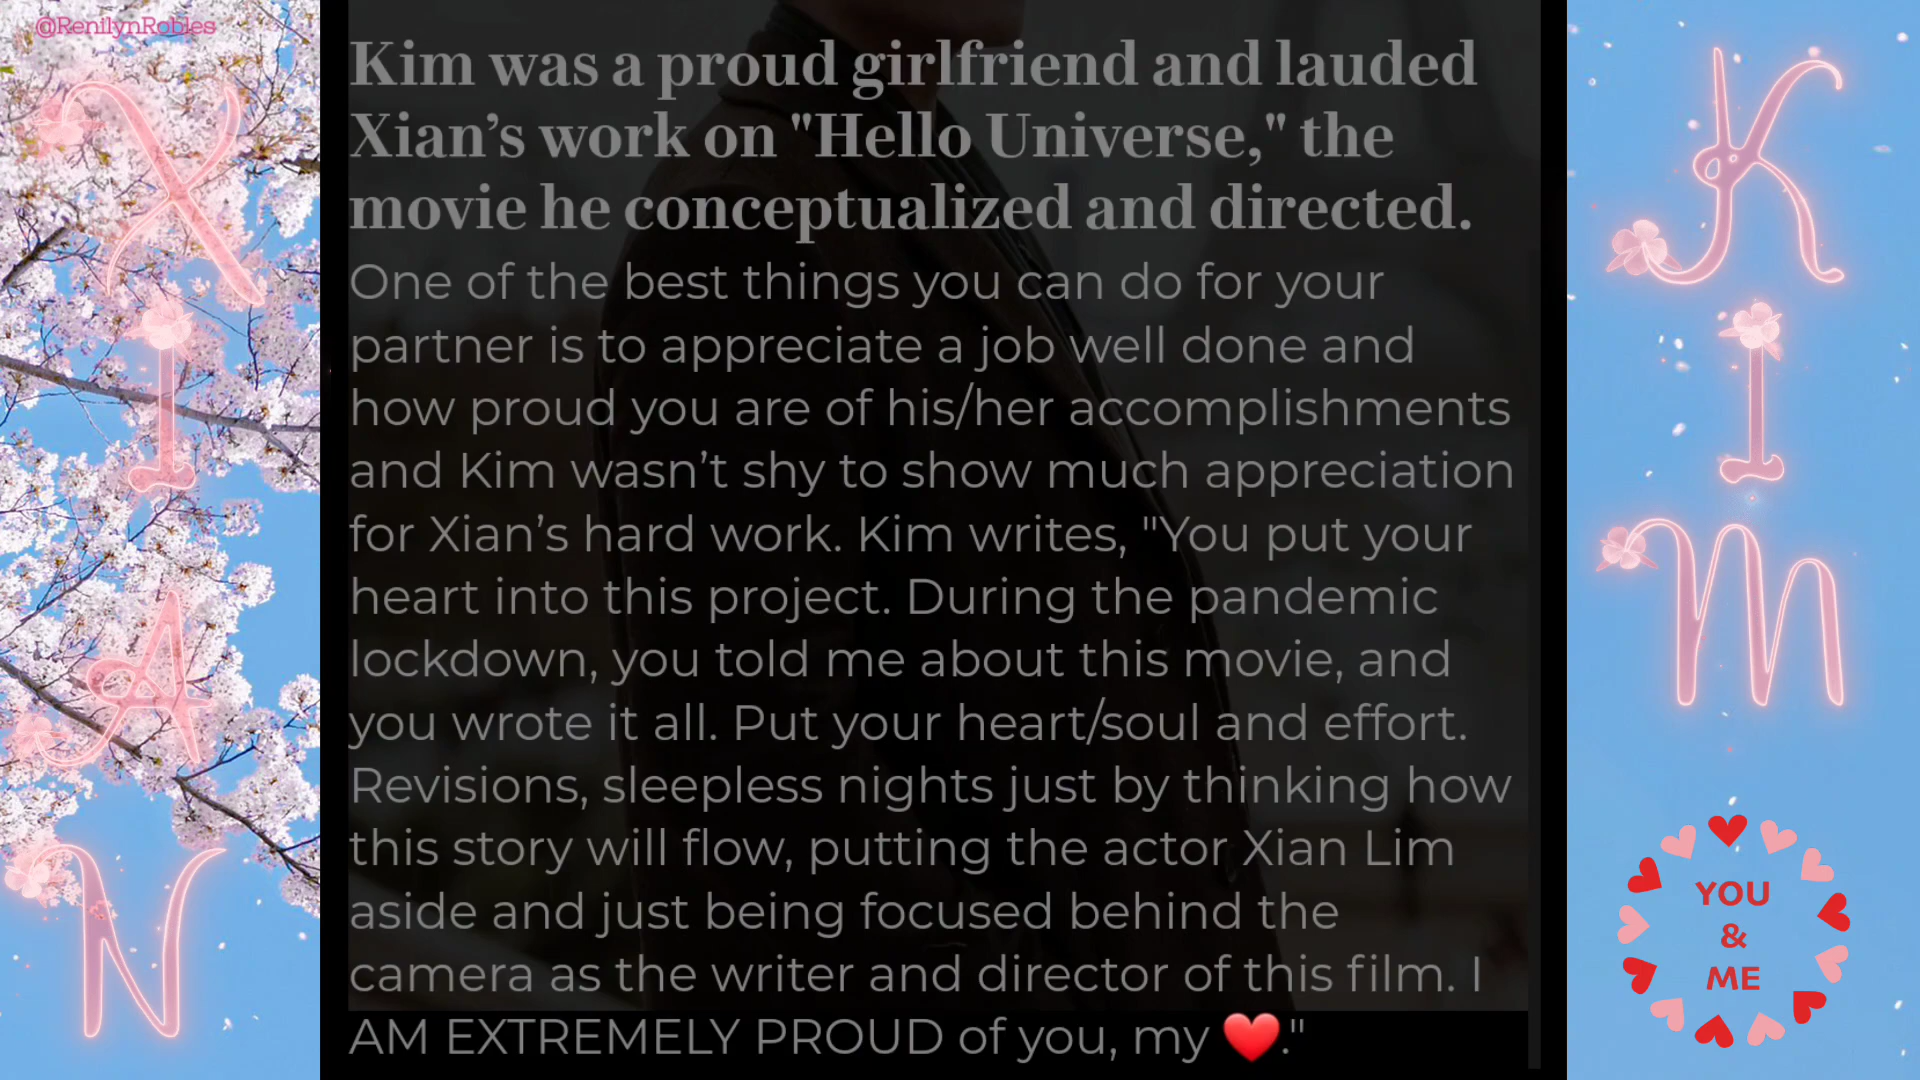 @RenilynRobles
XIAN
Kim was a proud girlfriend and lauded
Xian’s work on "Hello Universe," the
movie he conceptualized and directed.
One of the best things you can do for your
partner is to appreciate a job well done and
how proud you are of his/her accomplishments
and Kim wasn’t shy to show much appreciation
for Xian’s hard work. Kim writes, "You put your
heart into this project. During the pandemic
lockdown, you told me about this movie, and
you wrote it all. Put your heart/soul and effort.
Revisions, sleepless nights just by thinking how
this story will flow, putting the actor Xian Lim
aside and just being focused behind the
camera as the writer and director of this film. I
AM EXTREMELY PROUD of you, my ❤️."
KIM
YOU
&
ME